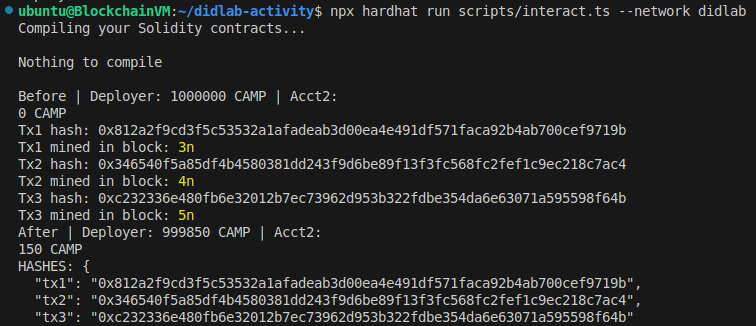 ubuntu@BlockchainVM:~/didlab-activity$ npx hardhat run scripts/interact.ts --network didlab
Compiling your Solidity contracts...
Nothing to compile
Before | Deployer: 1000000 CAMP | Acct2:
0 CAMP
Tx1 hash: 0x812a2f9cd3f5c53532a1afadeab3d00ea4e491df571faca92b4ab700cef9719b
Tx1 mined in block: 3n
Tx2 hash: 0x346540f5a85df4b4580381dd243f9d6be89f13f3fc568fc2fef1c9ec218c7ac4
Tx2 mined in block: 4n
Tx3 hash: 0xc232336e480fb6e32012b7ec73962d953b322fdbe354da6e63071a595598f64b
Tx3 mined in block: 5n
After | Deployer: 999850 CAMP | Acct2:
150 CAMP
HASHES: {
  "tx1": "0x812a2f9cd3f5c53532a1afadeab3d00ea4e491df571faca92b4ab700cef9719b",
  "tx2": "0x346540f5a85df4b4580381dd243f9d6be89f13f3fc568fc2fef1c9ec218c7ac4",
  "tx3": "0xc232336e480fb6e32012b7ec73962d953b322fdbe354da6e63071a595598f64b"